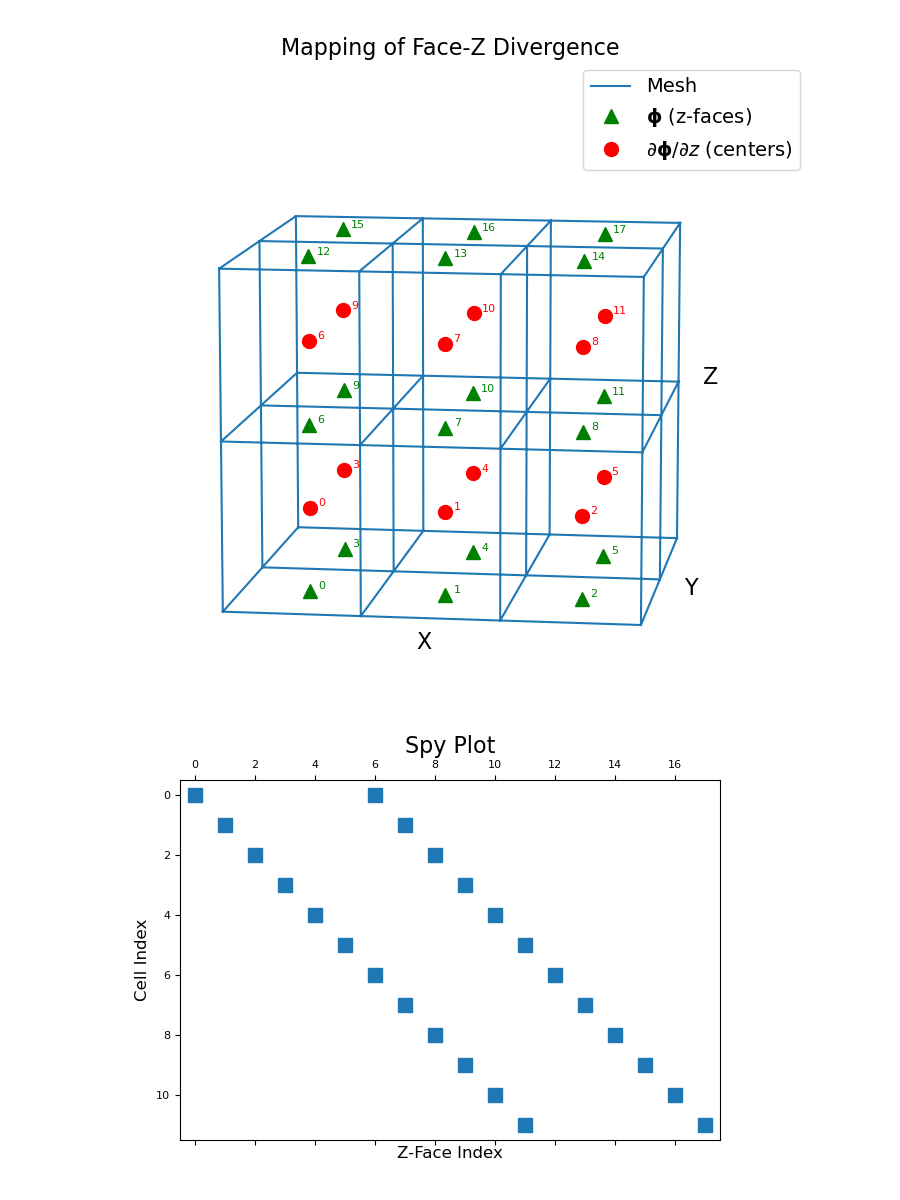 Mapping of Face-Z Divergence
Mesh
ϕ (z-faces)
∂ϕ/∂z (centers)
15 16 17
12 13 14
9 10 11
6 7 8
Z
9 10 11
6 7 8
3 4 5
0 1 2
3 4 5
0 1 2
Y
X
Spy Plot
0 2 4 6 8 10 12 14 16
0
2
4
6
8
10
Cell Index
Z-Face Index